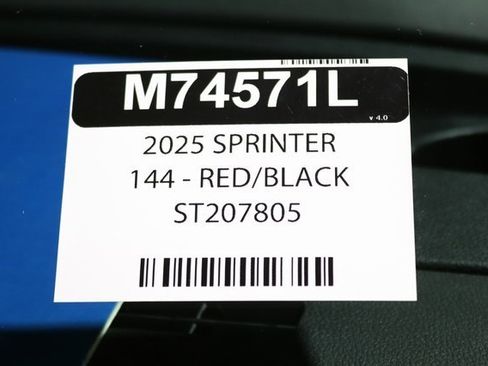 M74571L
v 4.0
2025 SPRINTER
144 - RED/BLACK
ST207805